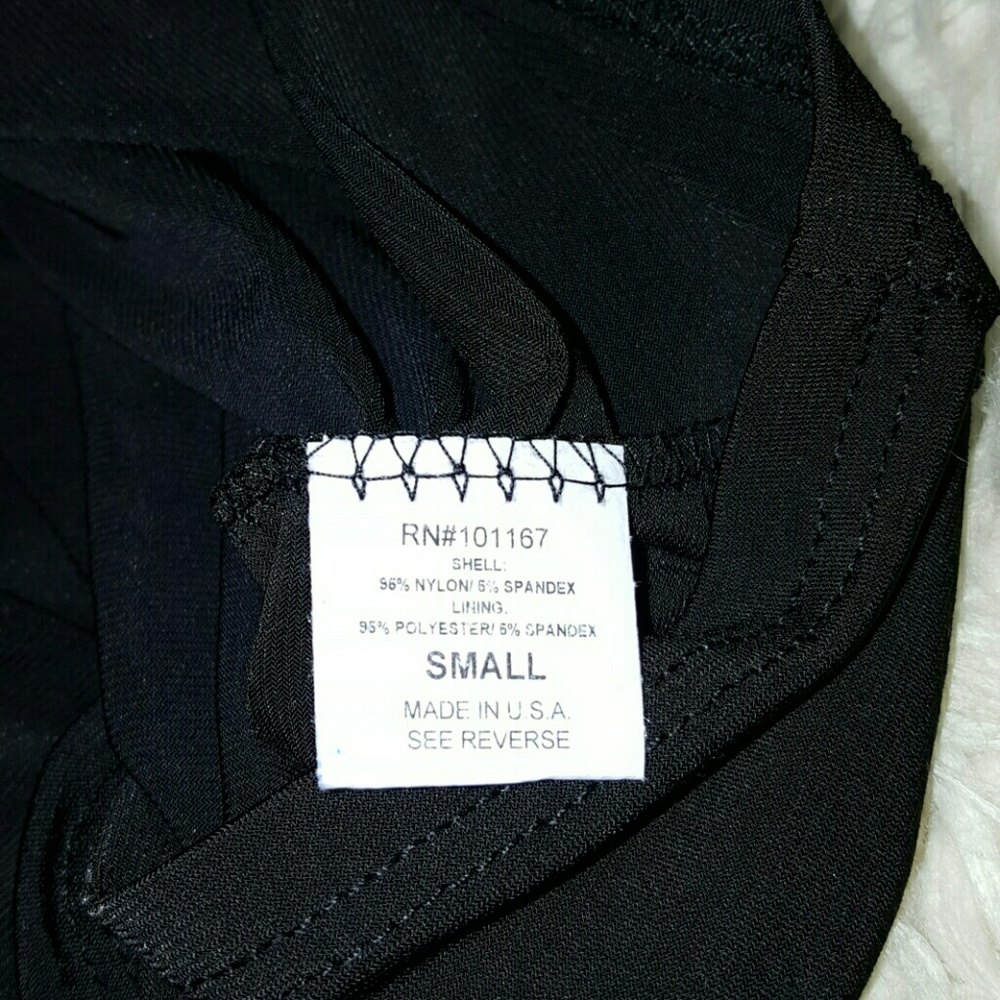 RN#101167
SHELL:
95% NYLON/ 5% SPANDEX
LINING:
95% POLYESTER/ 5% SPANDEX
SMALL
MADE IN U.S.A.
SEE REVERSE